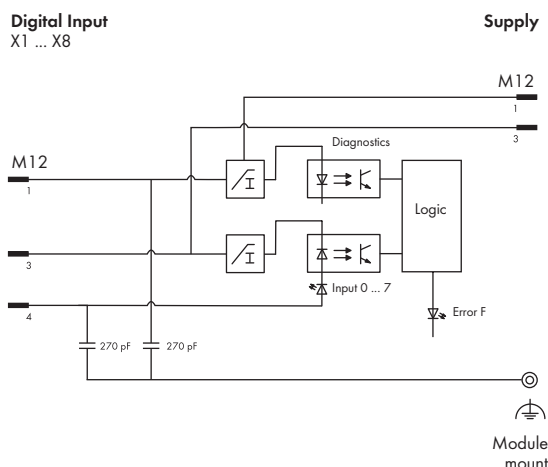 Digital Input
X1 ... X8
Supply
M12
1
3
Diagnostics
M12
1
Logic
3
Input 0 ... 7
4
Error F
270 pF
270 pF
Module
mount